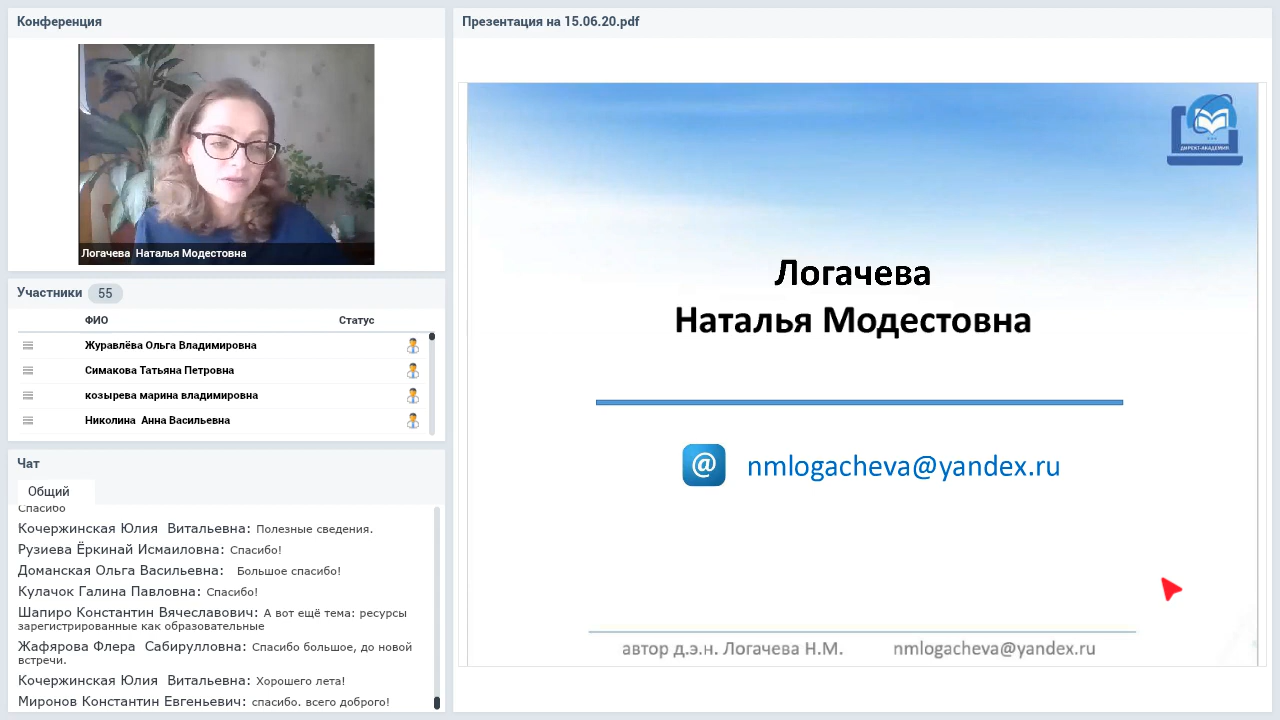 Конференция
Логачева Наталья Модестовна
Участники 55
ФИО Статус
Журавлёва Ольга Владимировна
Симакова Татьяна Петровна
козырева марина владимировна
Николина Анна Васильевна
Чат
Общий
Спасибо
Кочержинская Юлия Витальевна: Полезные сведения.
Рузиева Ёркинай Исмаиловна: Спасибо!
Доманская Ольга Васильевна: Большое спасибо!
Кулачок Галина Павловна: Спасибо!
Шапиро Константин Вячеславович: А вот ещё тема: ресурсы
зарегистрированные как образовательные
Жафярова Флера Сабирулловна: Спасибо большое, до новой
встречи.
Кочержинская Юлия Витальевна: Хорошего лета!
Миронов Константин Евгеньевич: спасибо. всего доброго!
Презентация на 15.06.20.pdf
ДИРЕКТ-АКАДЕМИЯ
Логачева
Наталья Модестовна
@ nmlogacheva@yandex.ru
автор д.э.н. Логачева Н.М. nmlogacheva@yandex.ru